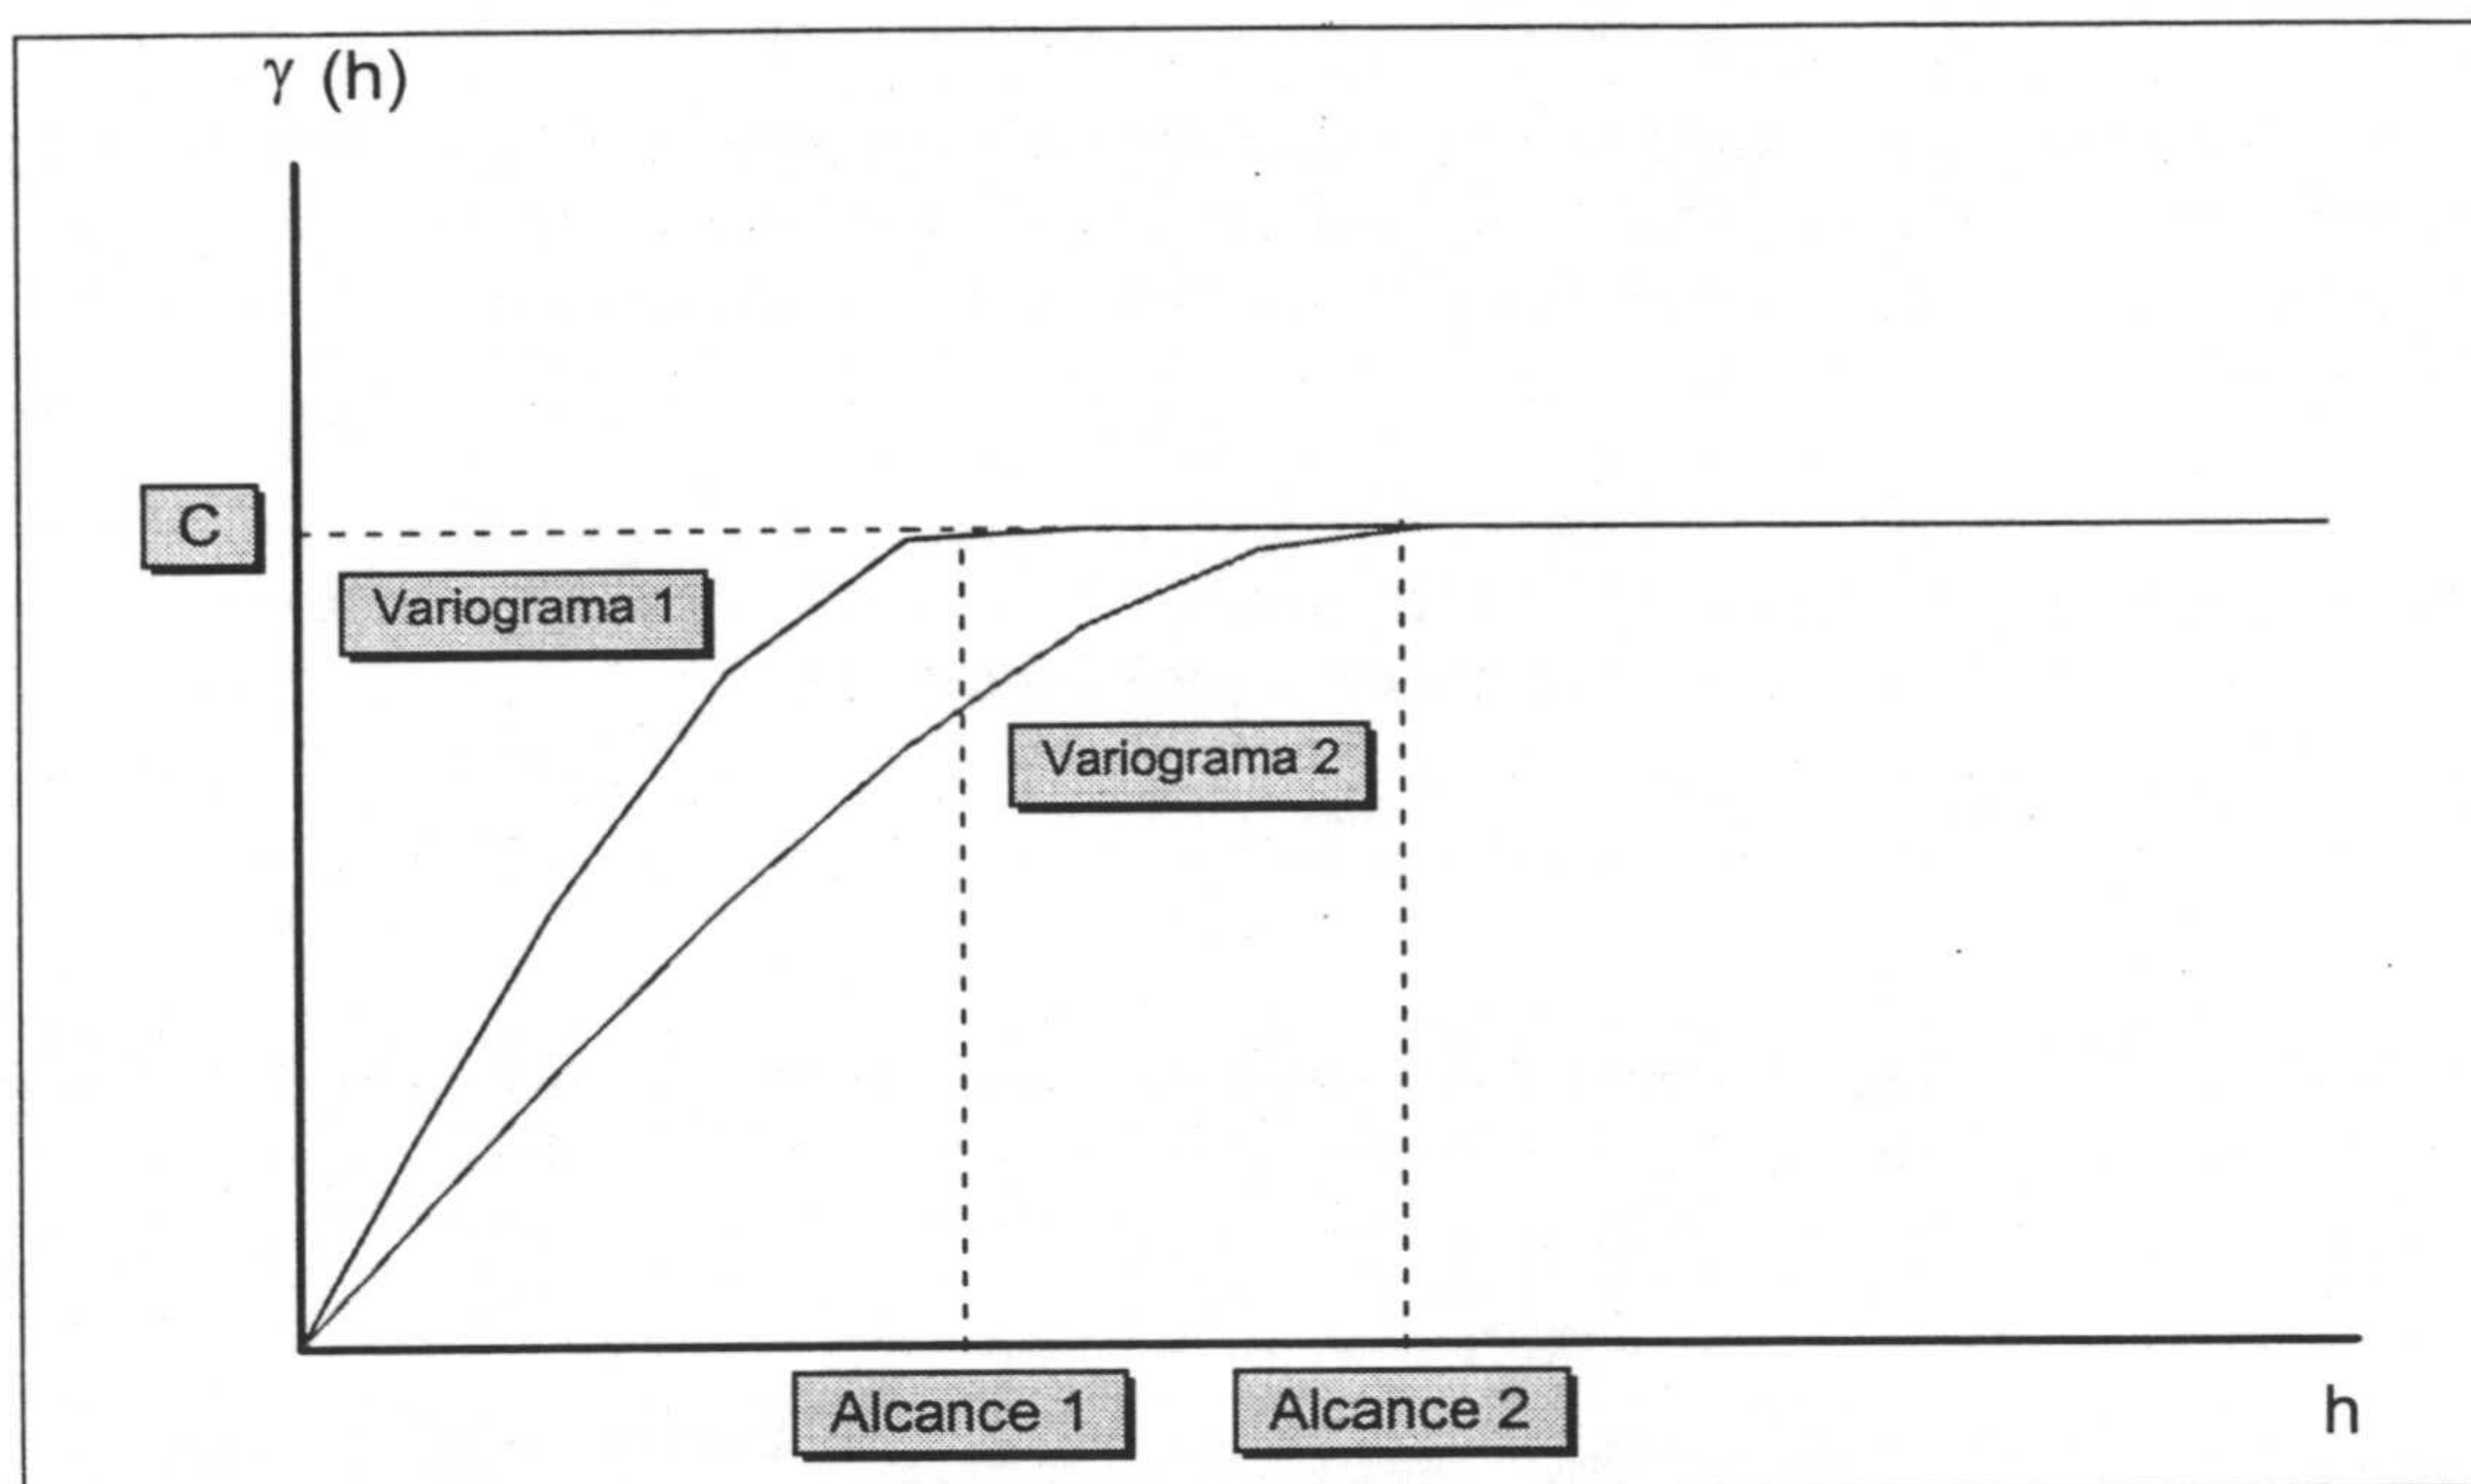 γ (h)
C
Variograma 1
Variograma 2
Alcance 1
Alcance 2
h